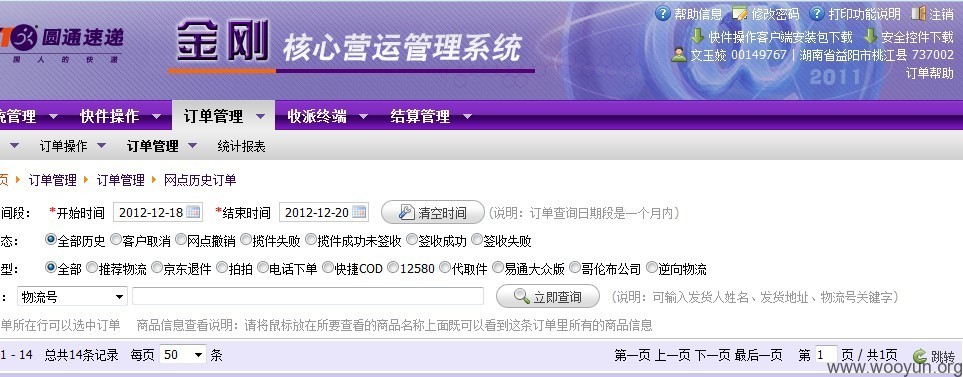 帮助信息 修改密码 打印功能说明 注销
快件操作客户端安装包下载 安全控件下载
文玉姣 00149767 | 湖南省益阳市桃江县 737002
2011
订单帮助
圆通速递
国人的快递
金刚 核心营运管理系统
统管理 快件操作 订单管理 收派终端 结算管理
订单操作 订单管理 统计报表
页 订单管理 订单管理 网点历史订单
间段: *开始时间 2012-12-18 *结束时间 2012-12-20 清空时间 (说明: 订单查询日期段是一个月内)
态: 全部历史 客户取消 网点撤销 揽件失败 揽件成功未签收 签收成功 签收失败
型: 全部 推荐物流 京东退件 拍拍 电话下单 快捷COD 12580 代取件 易通大众版 哥伦布公司 逆向物流
: 物流号 立即查询 (说明: 可输入发货人姓名、发货地址、物流号关键字)
单所在行可以选中订单 商品信息查看说明: 请将鼠标放在所要查看的商品名称上面既可以看到这条订单里所有的商品信息
1 - 14 总共14条记录 每页 50 条 第一页 上一页 下一页 最后一页 第 1 页 / 共1页 跳转
www.wooyun.org